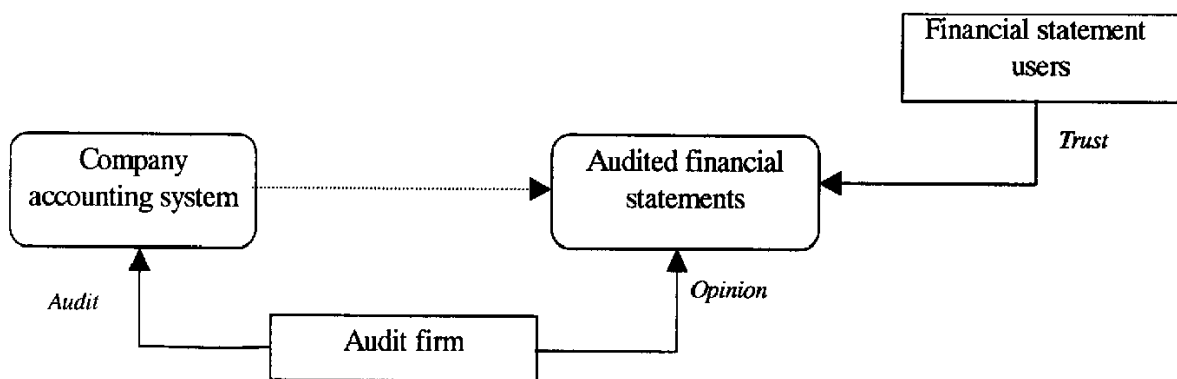 Financial statement
users
Trust
Company
accounting system
Audited financial
statements
Audit
Opinion
Audit firm